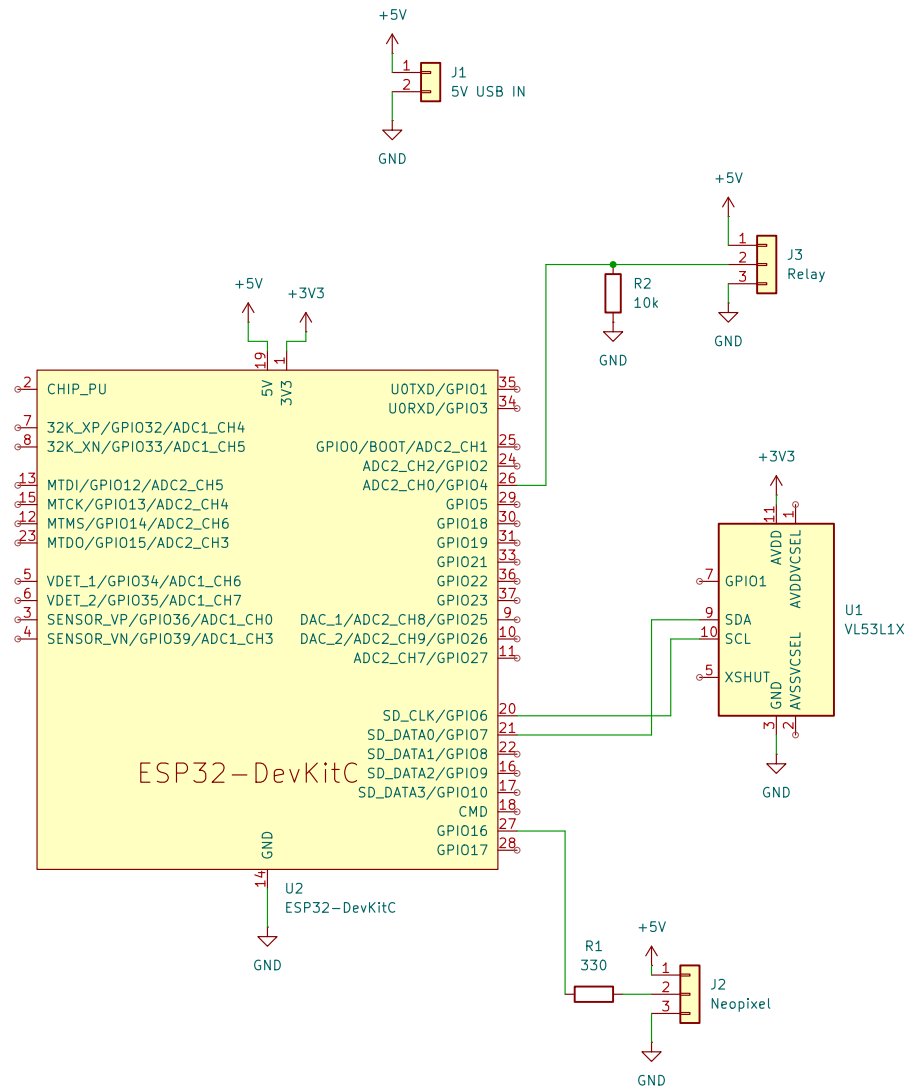 +5V
1
2
J1
5V USB IN
GND
+5V
1
2
3
J3
Relay
GND
R2
10k
GND
+5V
+3V3
19
1
5V
3V3
2 CHIP_PU
7 32K_XP/GPIO32/ADC1_CH4
8 32K_XN/GPIO33/ADC1_CH5
13 MTDI/GPIO12/ADC2_CH5
15 MTCK/GPIO13/ADC2_CH4
12 MTMS/GPIO14/ADC2_CH6
23 MTDO/GPIO15/ADC2_CH3
5 VDET_1/GPIO34/ADC1_CH6
6 VDET_2/GPIO35/ADC1_CH7
3 SENSOR_VP/GPIO36/ADC1_CH0
4 SENSOR_VN/GPIO39/ADC1_CH3
U0TXD/GPIO1 35
U0RXD/GPIO3 34
GPIO0/BOOT/ADC2_CH1 25
ADC2_CH2/GPIO2 24
ADC2_CH0/GPIO4 26
GPIO5 29
GPIO18 30
GPIO19 31
GPIO21 33
GPIO22 36
GPIO23 37
DAC_1/ADC2_CH8/GPIO25 9
DAC_2/ADC2_CH9/GPIO26 10
ADC2_CH7/GPIO27 11
SD_CLK/GPIO6 20
SD_DATA0/GPIO7 21
SD_DATA1/GPIO8 22
SD_DATA2/GPIO9 16
SD_DATA3/GPIO10 17
CMD 18
GPIO16 27
GPIO17 28
ESP32-DevKitC
GND
14
U2
ESP32-DevKitC
GND
+3V3
11
1
AVDD
AVDDVCSEL
7 GPIO1
9 SDA
10 SCL
5 XSHUT
GND
AVSSVCSEL
3
2
U1
VL53L1X
GND
R1
330
+5V
1
2
3
J2
Neopixel
GND